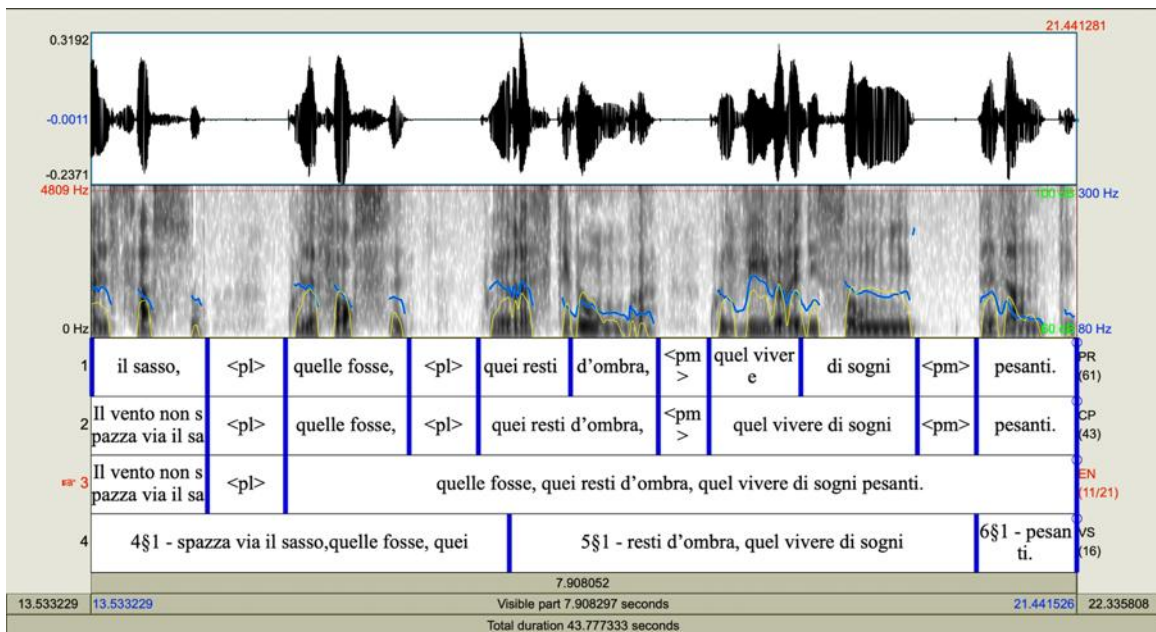 21.441281
0.3192
-0.0011
-0.2371
4809 Hz
100 dB
300 Hz
0 Hz
60 dB
80 Hz
1
il sasso,
<pl>
quelle fosse,
<pl>
quei resti
d'ombra,
<pm
>
quel viver
e
di sogni
<pm>
pesanti.
PR
(61)
2
Il vento non s
pazza via il sa
<pl>
quelle fosse,
<pl>
quei resti d'ombra,
<pm
>
quel vivere di sogni
<pm>
pesanti.
CP
(43)
3
Il vento non s
pazza via il sa
<pl>
quelle fosse, quei resti d'ombra, quel vivere di sogni pesanti.
EN
(11/21)
4
4§1 - spazza via il sasso,quelle fosse, quei
5§1 - resti d'ombra, quel vivere di sogni
6§1 - pesan
ti.
VS
(16)
7.908052
13.533229
13.533229
Visible part 7.908297 seconds
21.441526
22.335808
Total duration 43.777333 seconds